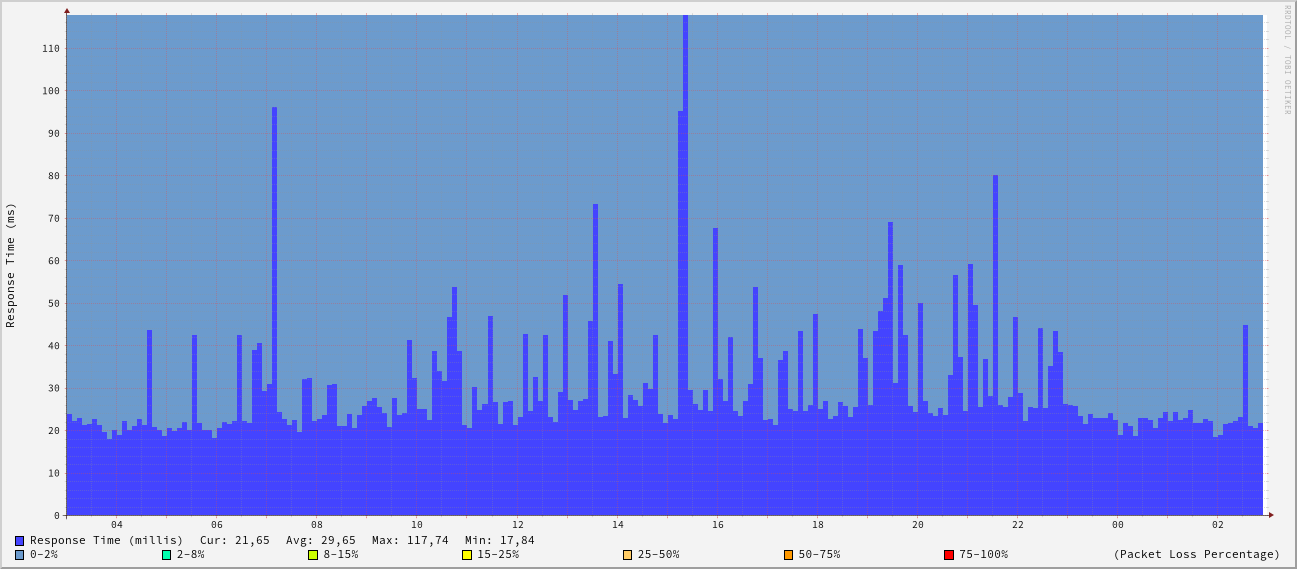 RRDTOOL / TOBI OETIKER
Response Time (ms)
110
100
90
80
70
60
50
40
30
20
10
0
04 06 08 10 12 14 16 18 20 22 00 02
Response Time (millis) Cur: 21,65 Avg: 29,65 Max: 117,74 Min: 17,84
0-2% 2-8% 8-15% 15-25% 25-50% 50-75% 75-100% (Packet Loss Percentage)